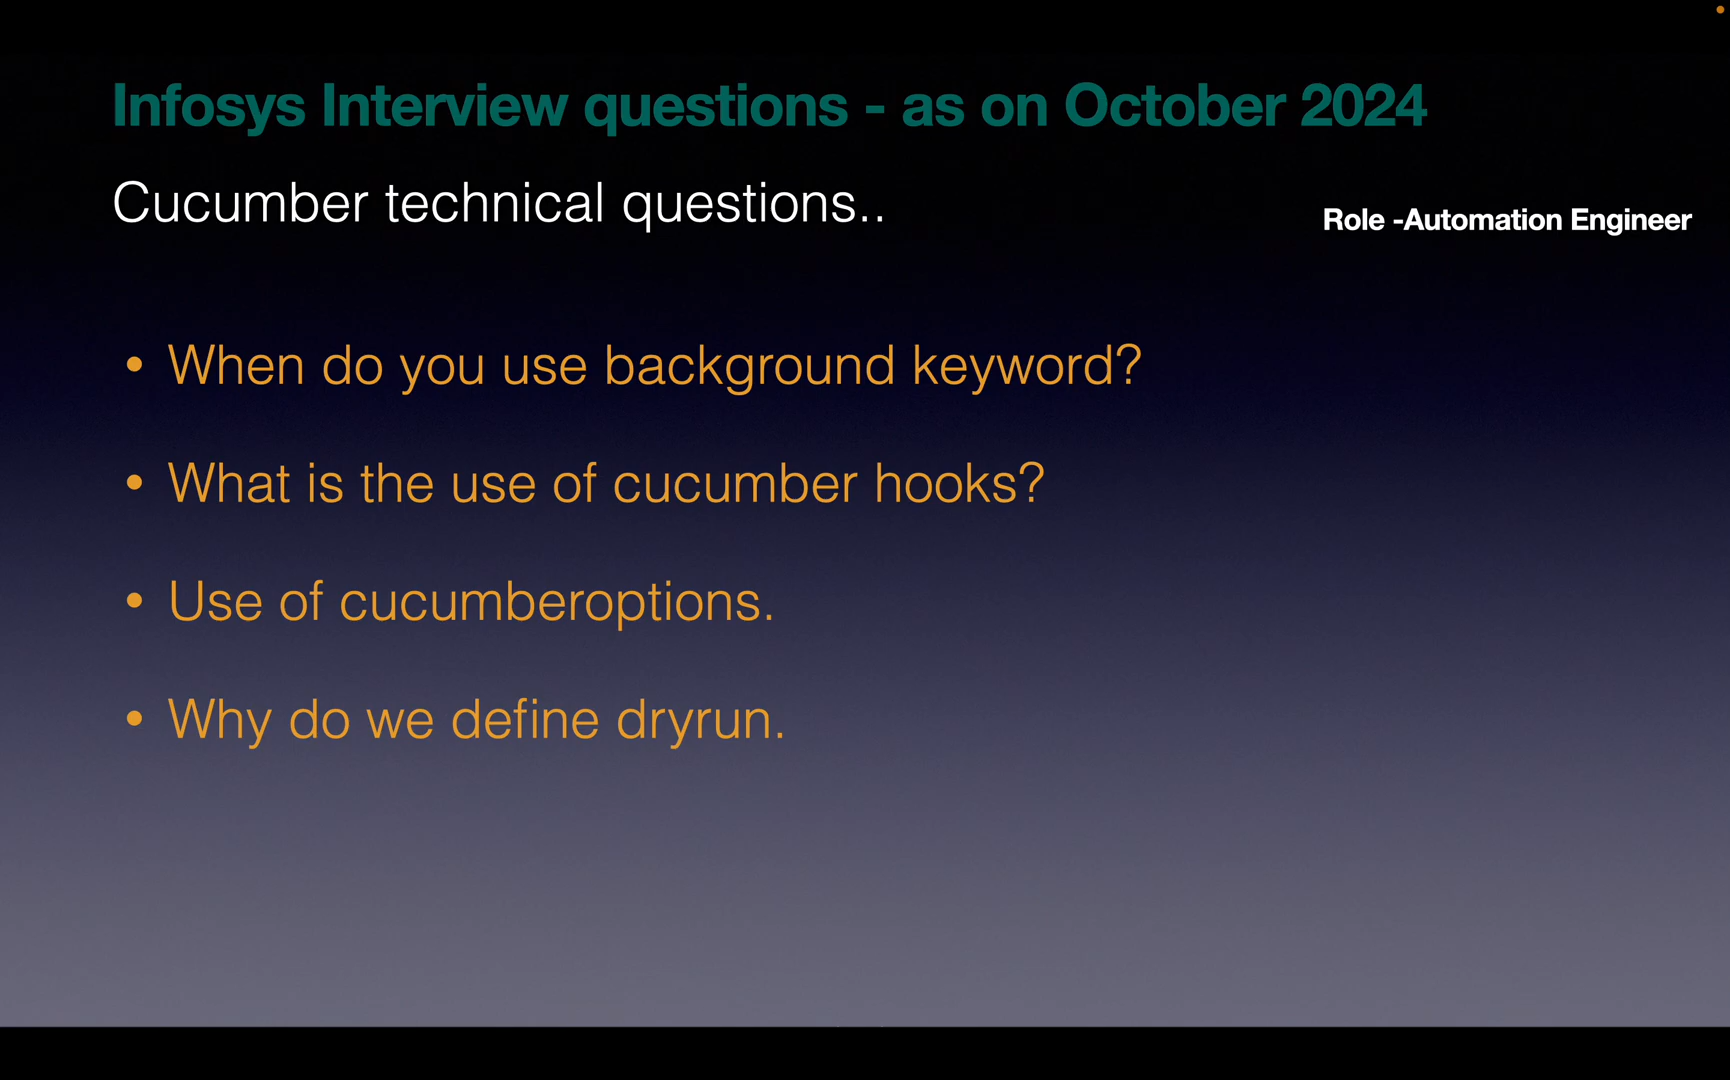 Infosys Interview questions - as on October 2024
Cucumber technical questions..
Role -Automation Engineer
• When do you use background keyword?
• What is the use of cucumber hooks?
• Use of cucumberoptions.
• Why do we define dryrun.